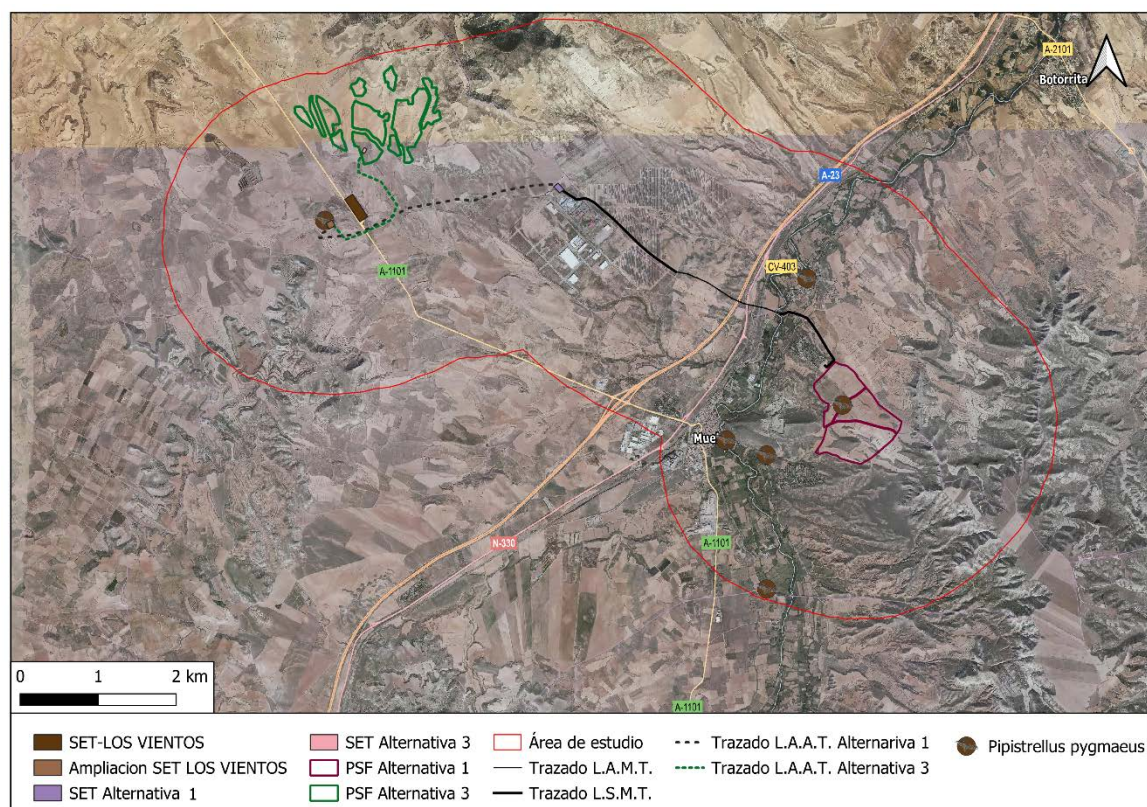 A-2101
Botorrita
A-23
CV-403
A-1101
Muel
N-330
A-1101
A-1101
0 1 2 km
SET-LOS VIENTOS
Ampliacion SET LOS VIENTOS
SET Alternativa 1
SET Alternativa 3
PSF Alternativa 1
PSF Alternativa 3
Área de estudio
Trazado L.A.M.T.
Trazado L.S.M.T.
Trazado L.A.A.T. Alternariva 1
Trazado L.A.A.T. Alternativa 3
Pipistrellus pygmaeus